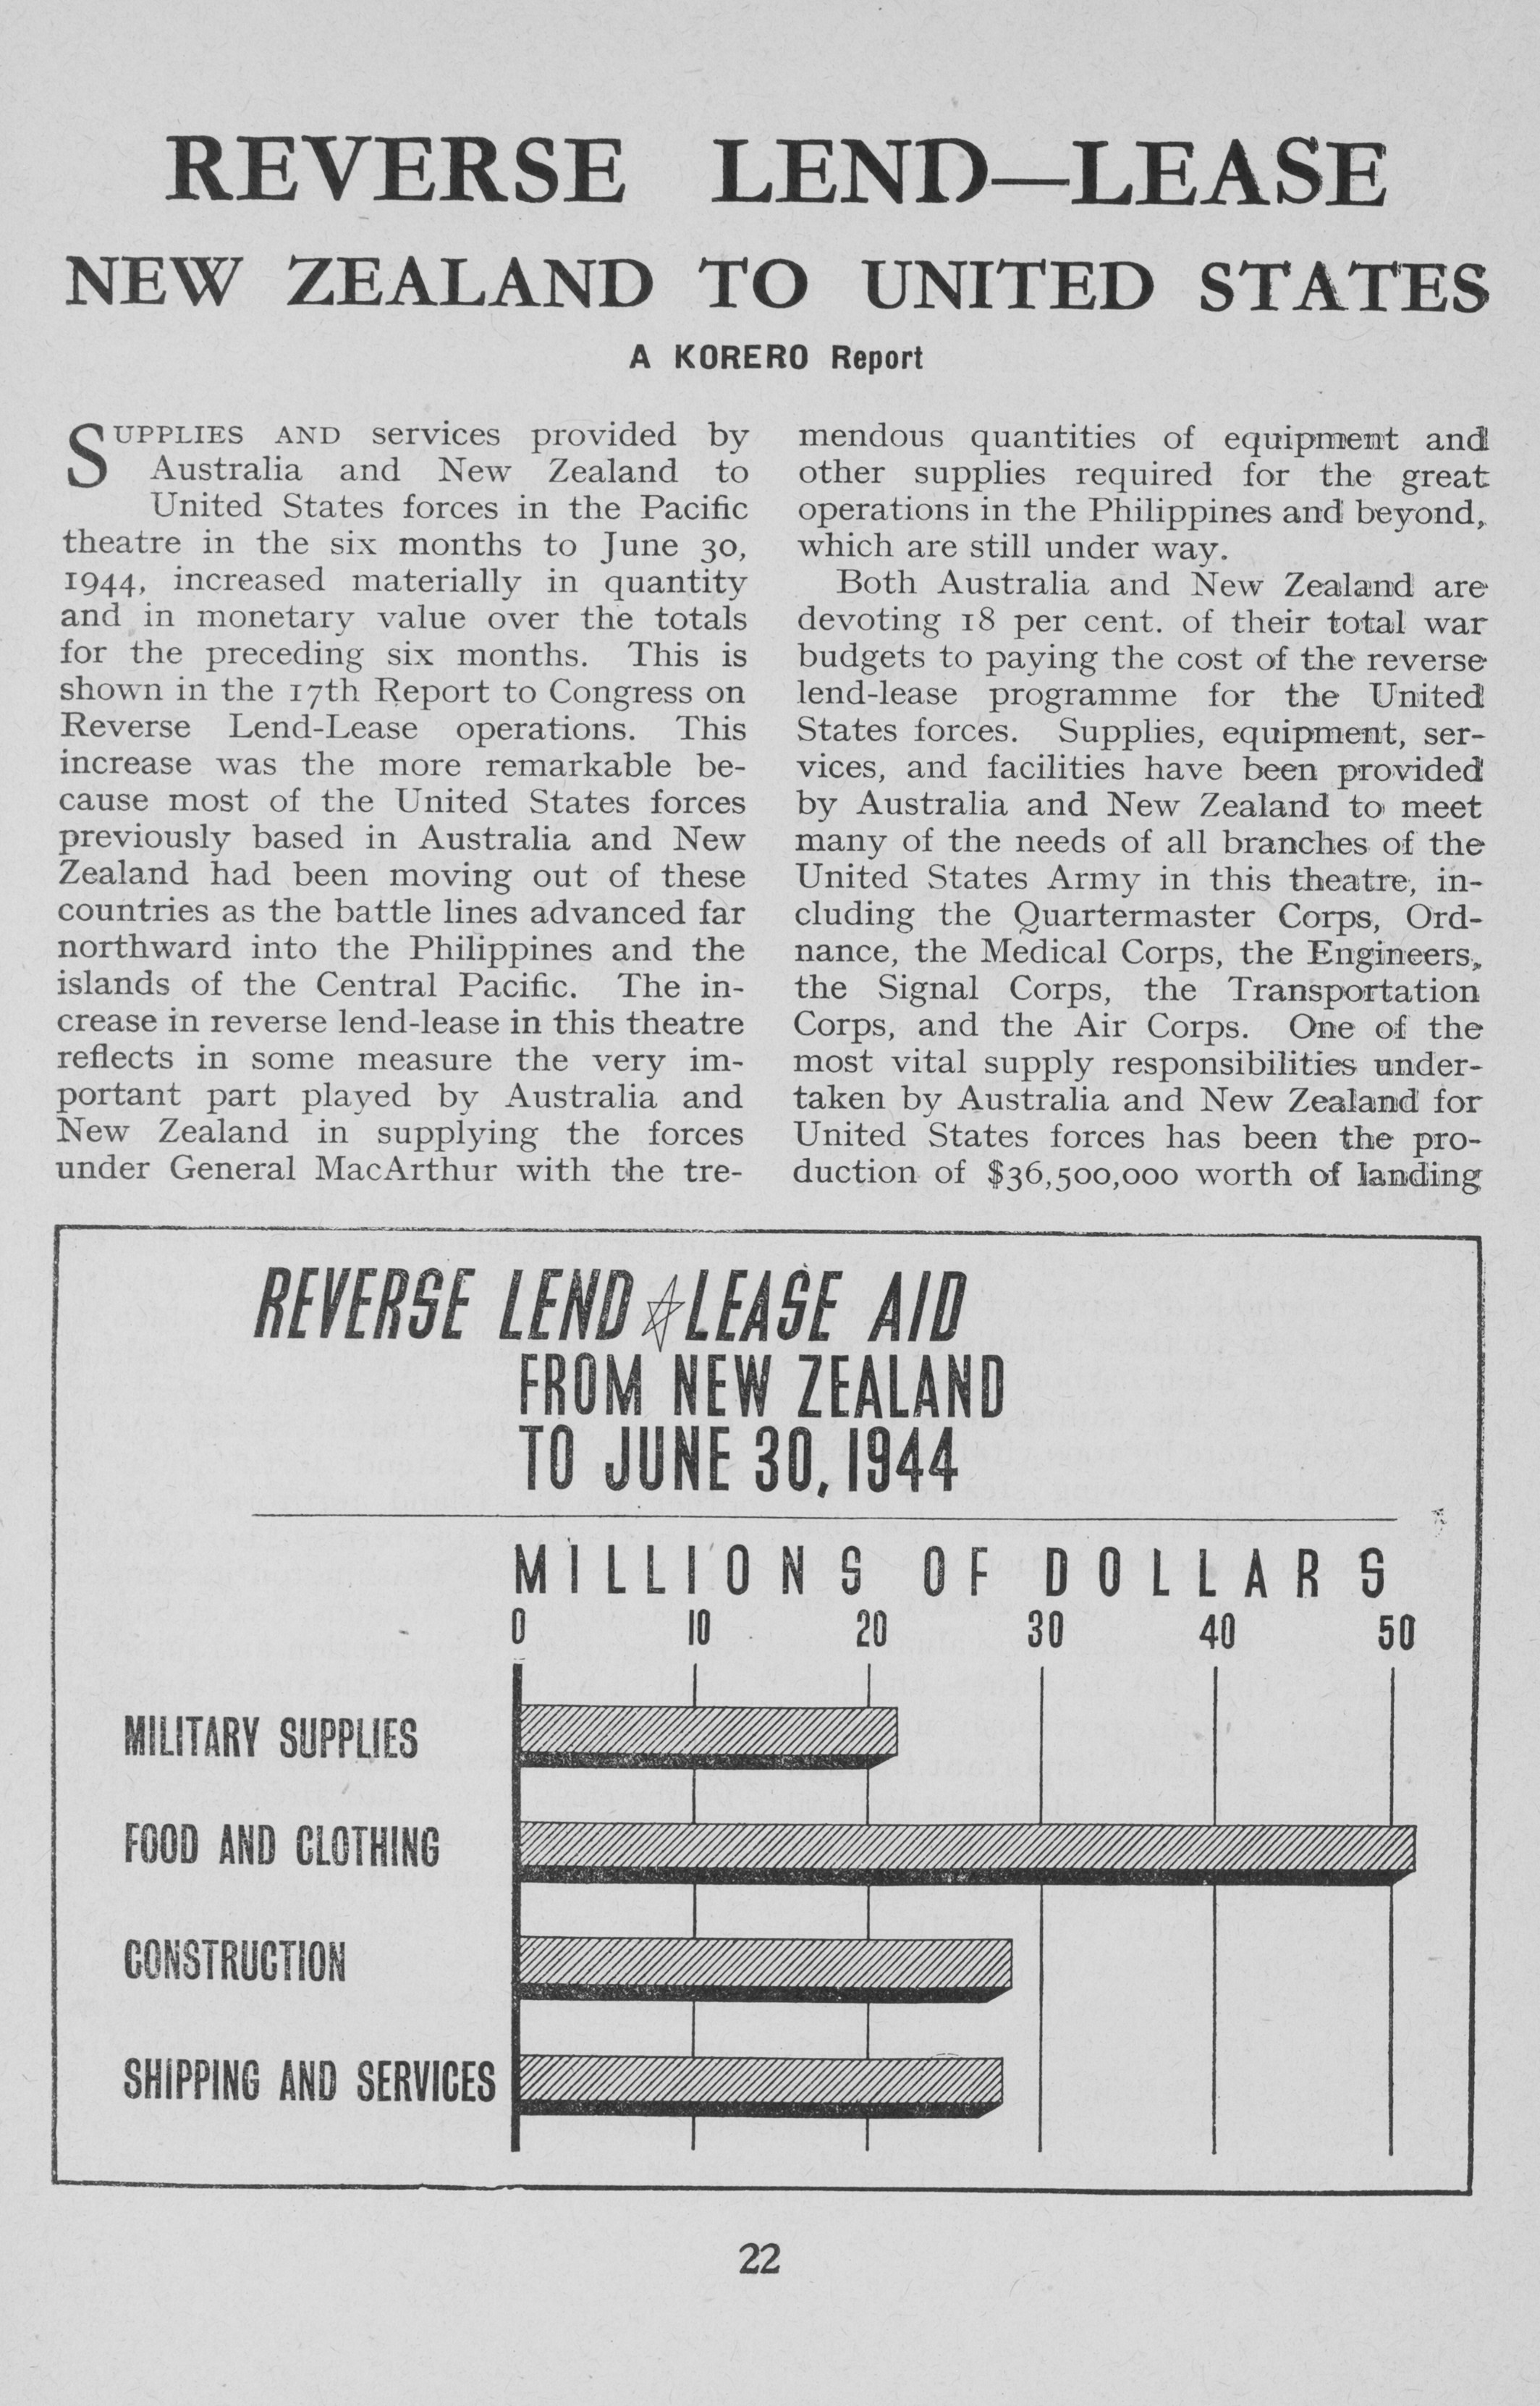 REVERSE LEND—LEASE
NEW ZEALAND TO UNITED STATES
A KORERO Report
SUPPLIES AND services provided by
Australia and New Zealand to
United States forces in the Pacific
theatre in the six months to June 30,
1944, increased materially in quantity
and in monetary value over the totals
for the preceding six months. This is
shown in the 17th Report to Congress on
Reverse Lend-Lease operations. This
increase was the more remarkable be-
cause most of the United States forces
previously based in Australia and New
Zealand had been moving out of these
countries as the battle lines advanced far
northward into the Philippines and the
islands of the Central Pacific. The in-
crease in reverse lend-lease in this theatre
reflects in some measure the very im-
portant part played by Australia and
New Zealand in supplying the forces
under General MacArthur with the tre-
mendous quantities of equipment and
other supplies required for the great
operations in the Philippines and beyond,
which are still under way.
Both Australia and New Zealand are
devoting 18 per cent. of their total war
budgets to paying the cost of the reverse
lend-lease programme for the United
States forces. Supplies, equipment, ser-
vices, and facilities have been provided
by Australia and New Zealand to meet
many of the needs of all branches of the
United States Army in this theatre, in-
cluding the Quartermaster Corps, Ord-
nance, the Medical Corps, the Engineers,
the Signal Corps, the Transportation
Corps, and the Air Corps. One of the
most vital supply responsibilities under-
taken by Australia and New Zealand for
United States forces has been the pro-
duction of $36,500,000 worth of landing
REVERSE LEND LEASE AID
FROM NEW ZEALAND
TO JUNE 30, 1944
MILLIONS OF DOLLARS
0 10 20 30 40 50
MILITARY SUPPLIES
FOOD AND CLOTHING
CONSTRUCTION
SHIPPING AND SERVICES
22